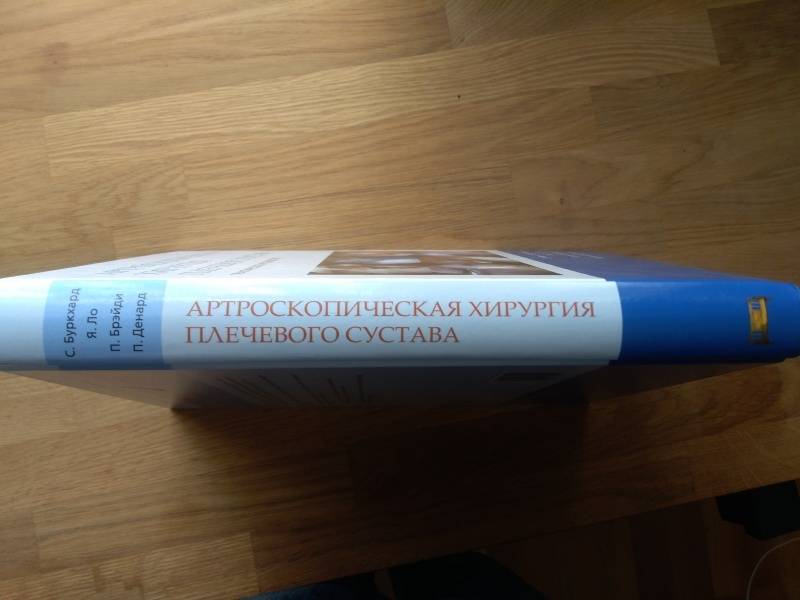 С. Буркхард
Я. Ло
П. Брэйди
П. Денард
АРТРОСКОПИЧЕСКАЯ ХИРУРГИЯ
ПЛЕЧЕВОГО СУСТАВА